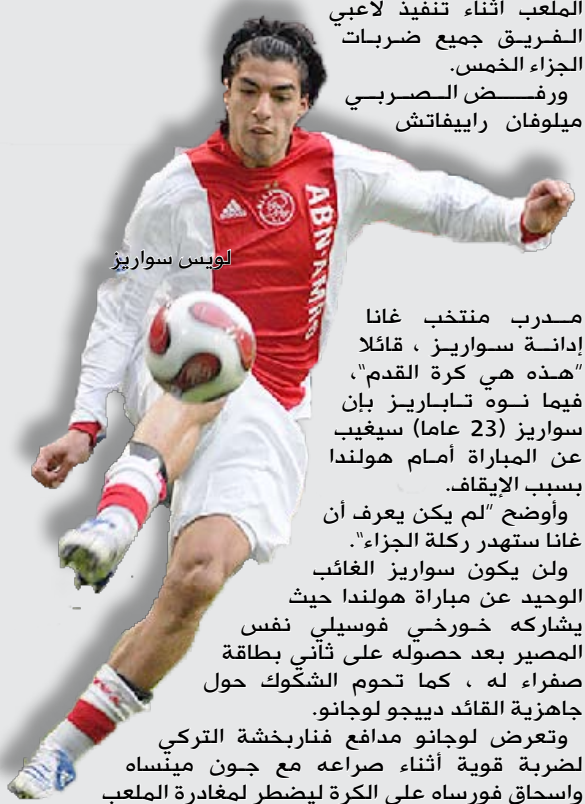 الملعب أثناء تنفيذ لاعبي
الفريق جميع ضربات
الجزاء الخمس.
ورفض الصربي
ميلوفان راييفاتش
ABN·AMRO
adidas
لويس سواريز
مدرب منتخب غانا
إدانة سواريز ، قائلا
"هذه هي كرة القدم"،
فيما نوه تاباريز بإن
سواريز (23 عاما) سيغيب
عن المباراة أمام هولندا
بسبب الإيقاف.
وأوضح "لم يكن يعرف أن
غانا ستهدر ركلة الجزاء".
ولن يكون سواريز الغائب
الوحيد عن مباراة هولندا حيث
يشاركه خورخي فوسيلي نفس
المصير بعد حصوله على ثاني بطاقة
صفراء له ، كما تحوم الشكوك حول
جاهزية القائد دييجو لوجانو.
وتعرض لوجانو مدافع فناربخشة التركي
لضربة قوية أثناء صراعه مع جون مينساه
واسحاق فورساه على الكرة ليضطر لمغادرة الملعب